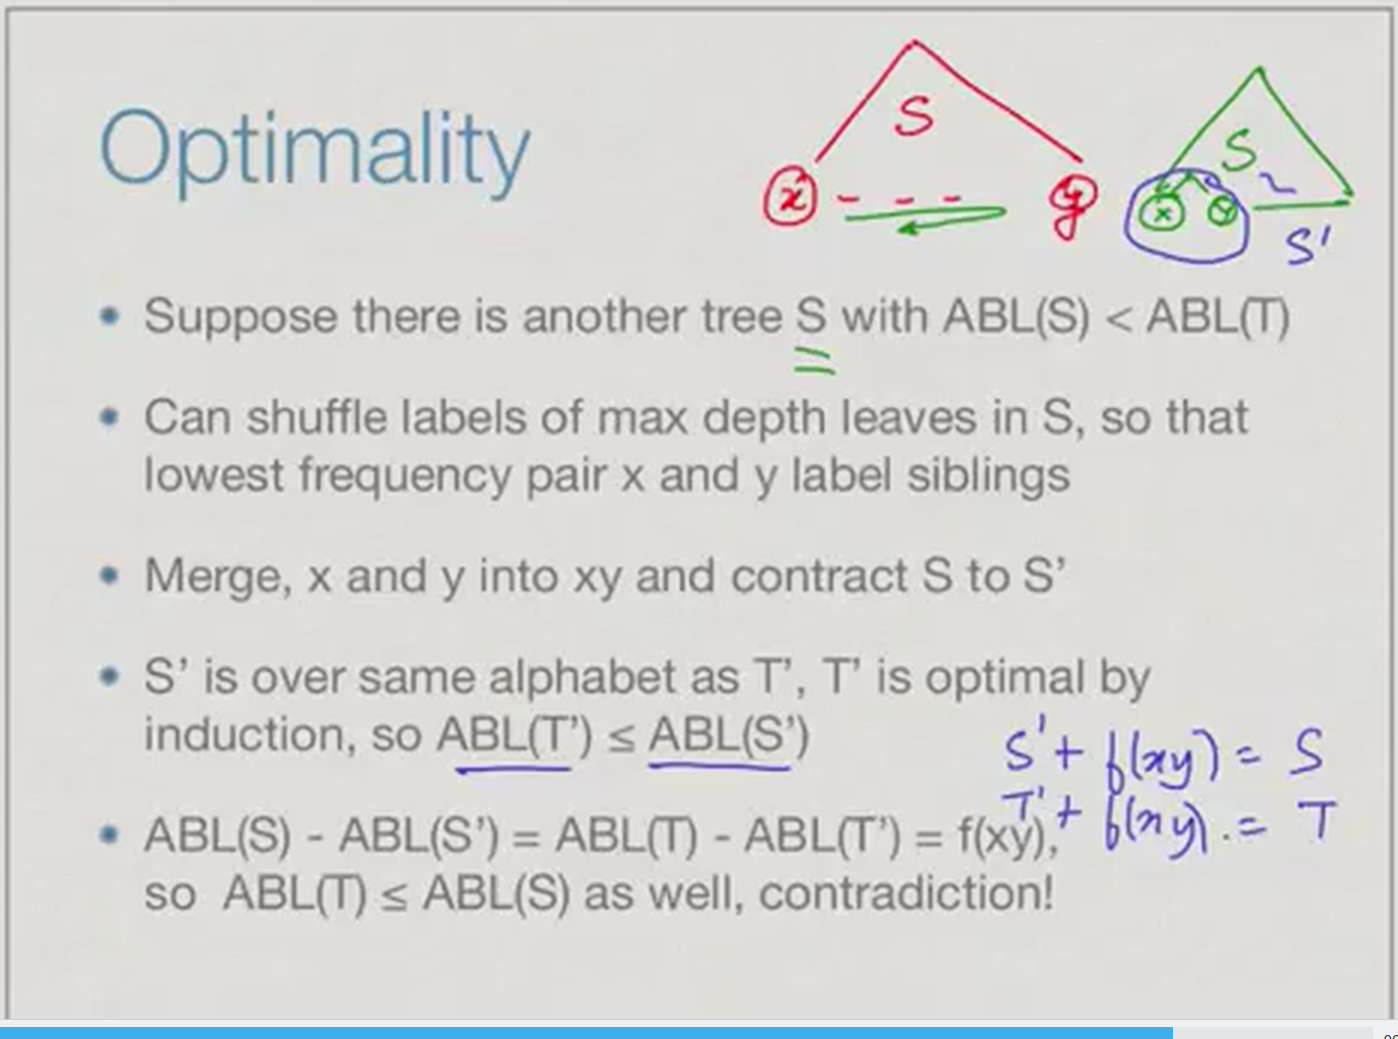 Optimality
S
x
y
S
x
y
S'
• Suppose there is another tree S with ABL(S) < ABL(T)
• Can shuffle labels of max depth leaves in S, so that
lowest frequency pair x and y label siblings
• Merge, x and y into xy and contract S to S’
• S’ is over same alphabet as T’, T’ is optimal by
induction, so ABL(T’) ≤ ABL(S’)
S' + f(xy) = S
T' + f(xy) = T
• ABL(S) - ABL(S’) = ABL(T) - ABL(T’) = f(xy),
so ABL(T) ≤ ABL(S) as well, contradiction!